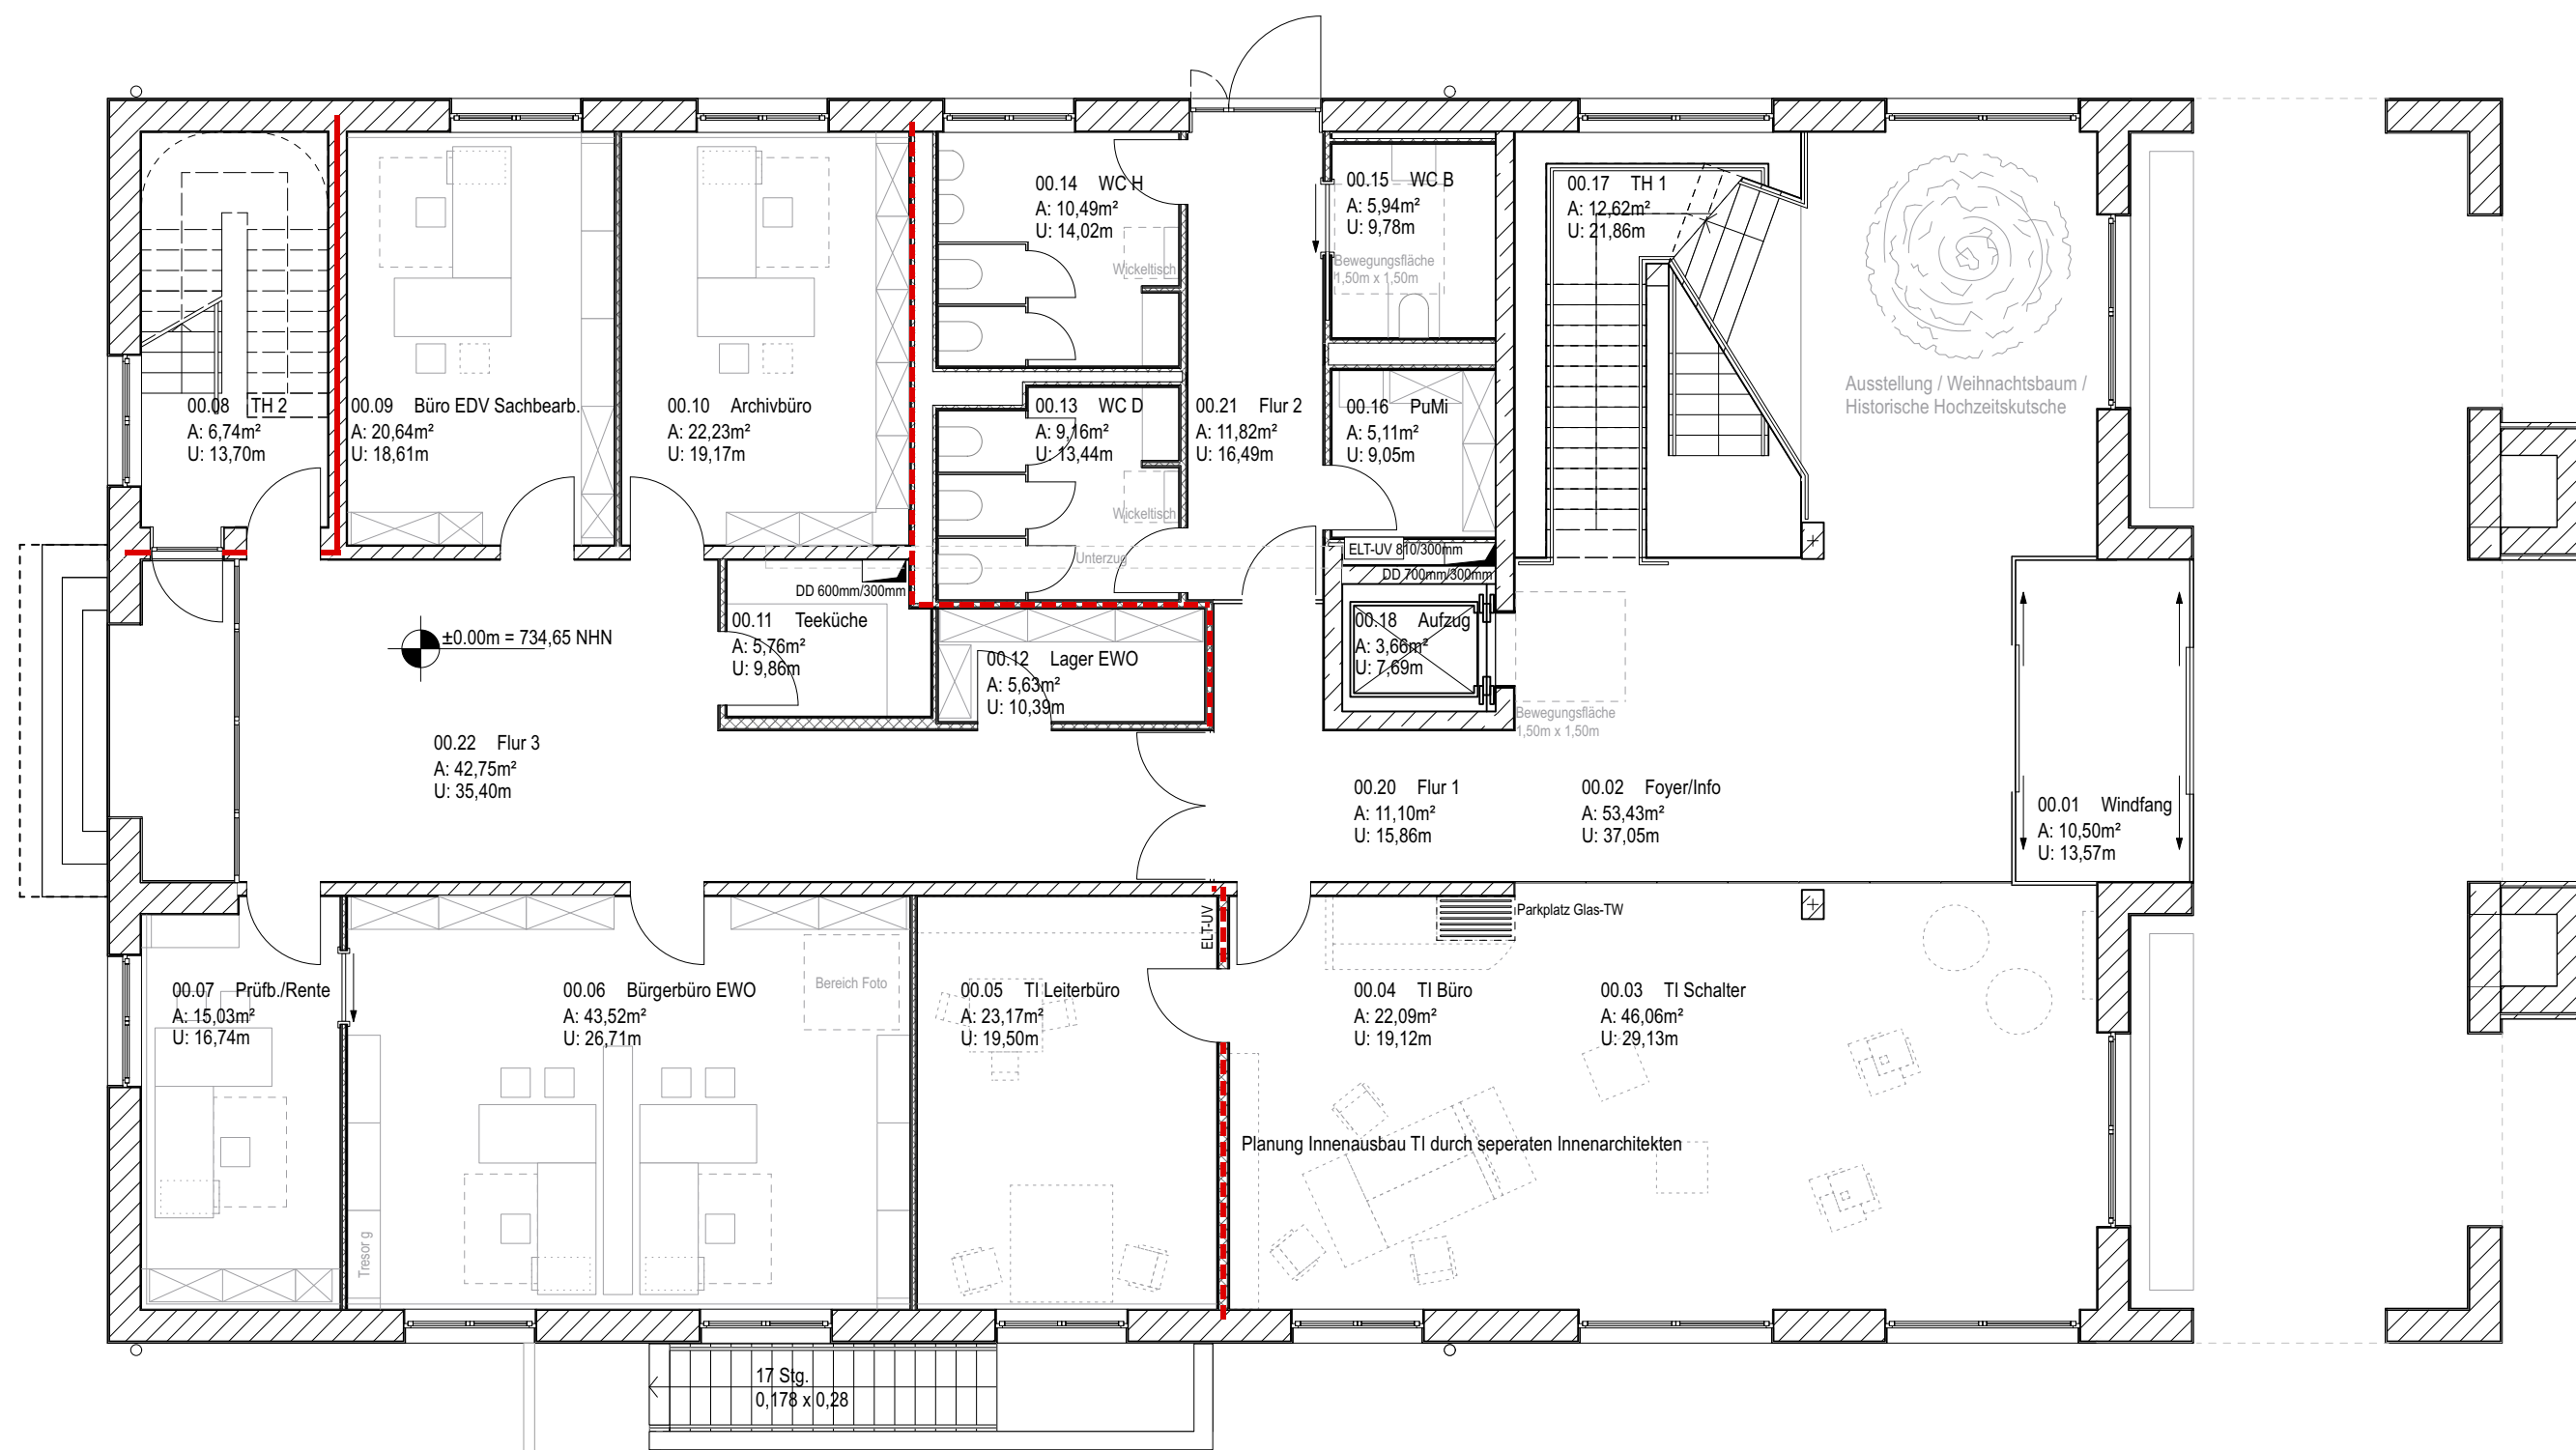 00.14 WC H
A: 10,49m²
U: 14,02m
Wickeltisch
00.15 WC B
A: 5,94m²
U: 9,78m
Bewegungsfläche
1,50m x 1,50m
00.17 TH 1
A: 12,62m²
U: 21,86m
Ausstellung / Weihnachtsbaum /
Historische Hochzeitskutsche
00.08 TH 2
A: 6,74m²
U: 13,70m
00.09 Büro EDV Sachbearb.
A: 20,64m²
U: 18,61m
00.10 Archivbüro
A: 22,23m²
U: 19,17m
00.13 WC D
A: 9,16m²
U: 13,44m
Wickeltisch
00.21 Flur 2
A: 11,82m²
U: 16,49m
00.16 PuMi
A: 5,11m²
U: 9,05m
Unterzug
ELT-UV 810/300mm
DD 700mm/300mm
DD 600mm/300mm
00.11 Teeküche
A: 5,76m²
U: 9,86m
±0.00m = 734,65 NHN
00.12 Lager EWO
A: 5,63m²
U: 10,39m
00.18 Aufzug
A: 3,66m²
U: 7,69m
Bewegungsfläche
1,50m x 1,50m
00.22 Flur 3
A: 42,75m²
U: 35,40m
00.20 Flur 1
A: 11,10m²
U: 15,86m
00.02 Foyer/Info
A: 53,43m²
U: 37,05m
00.01 Windfang
A: 10,50m²
U: 13,57m
ELT-UV
Parkplatz Glas-TW
00.07 Prüfb./Rente
A: 15,03m²
U: 16,74m
00.06 Bürgerbüro EWO
A: 43,52m²
U: 26,71m
Bereich Foto
00.05 TI Leiterbüro
A: 23,17m²
U: 19,50m
00.04 TI Büro
A: 22,09m²
U: 19,12m
00.03 TI Schalter
A: 46,06m²
U: 29,13m
Planung Innenausbau TI durch seperaten Innenarchitekten
Tresor g
17 Stg.
0,178 x 0,28